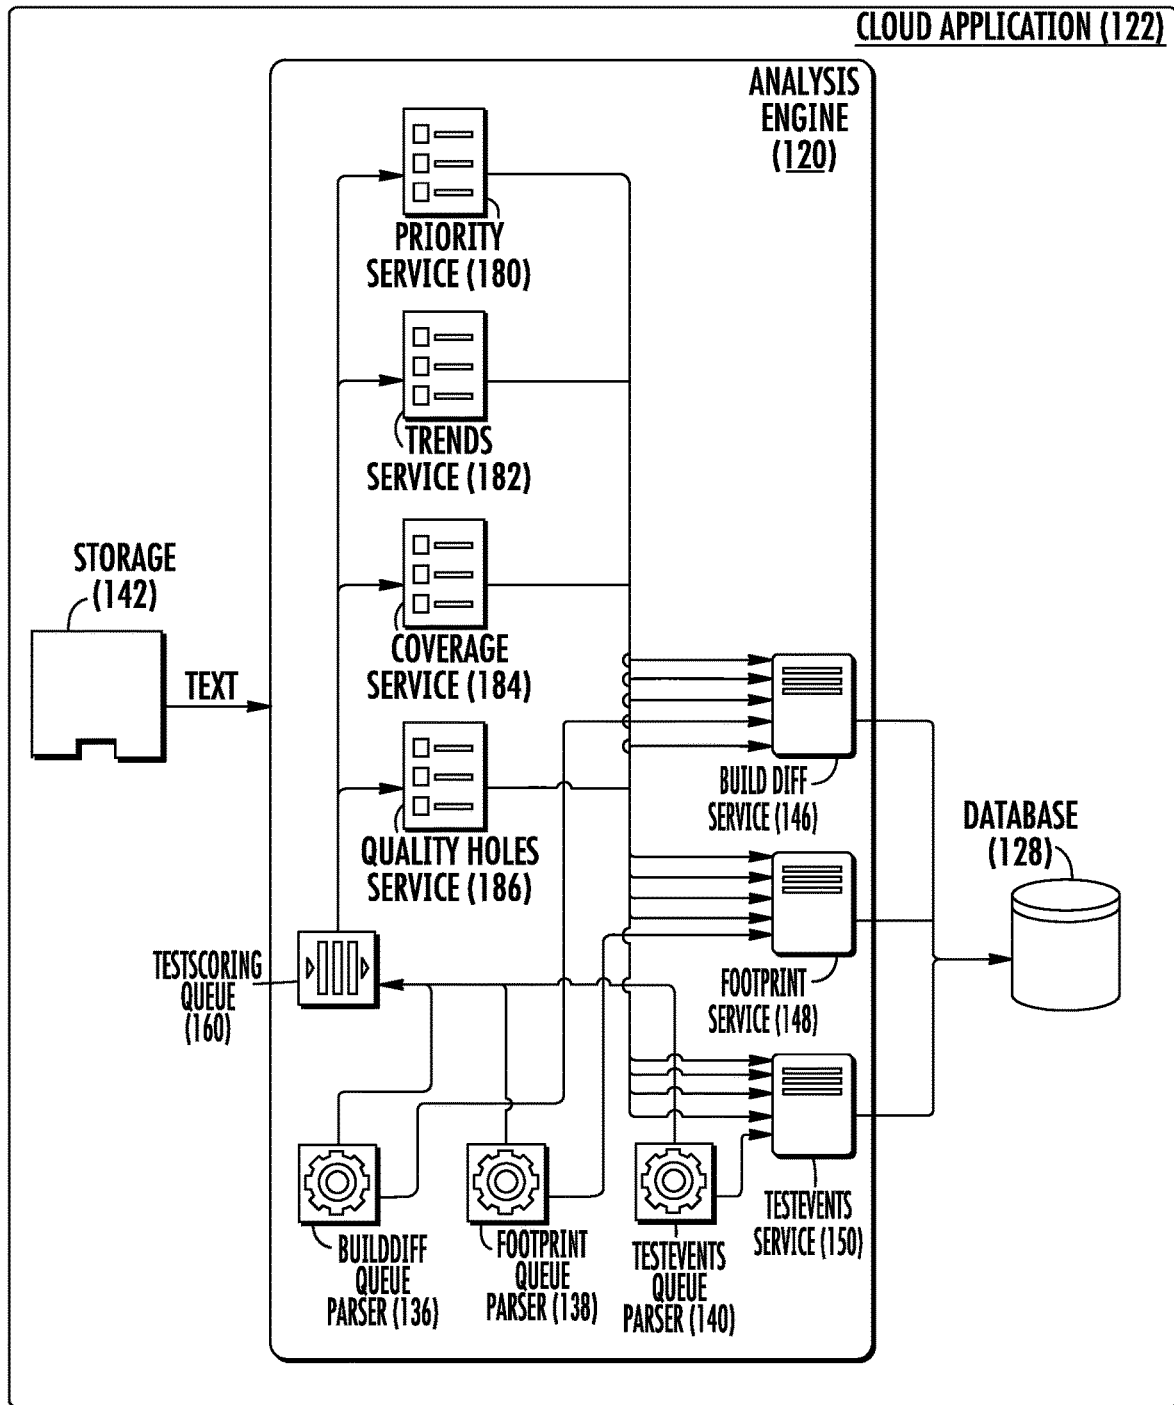 CLOUD APPLICATION (122)
ANALYSIS
ENGINE
(120)
PRIORITY
SERVICE (180)
TRENDS
SERVICE (182)
STORAGE
(142)
TEXT
COVERAGE
SERVICE (184)
BUILD DIFF
SERVICE (146)
QUALITY HOLES
SERVICE (186)
DATABASE
(128)
TESTSCORING
QUEUE
(160)
FOOTPRINT
SERVICE (148)
TESTEVENTS
SERVICE (150)
BUILDDIFF
QUEUE
PARSER (136)
FOOTPRINT
QUEUE
PARSER (138)
TESTEVENTS
QUEUE
PARSER (140)